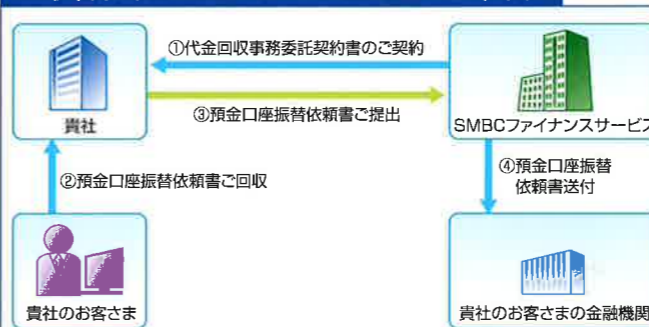 ①代金回収事務委託契約書のご契約
貴社
③預金口座振替依頼書ご提出
SMBCファイナンスサービス
②預金口座振替依頼書ご回収
④預金口座振替
依頼書送付
貴社のお客さま
貴社のお客さまの金融機関